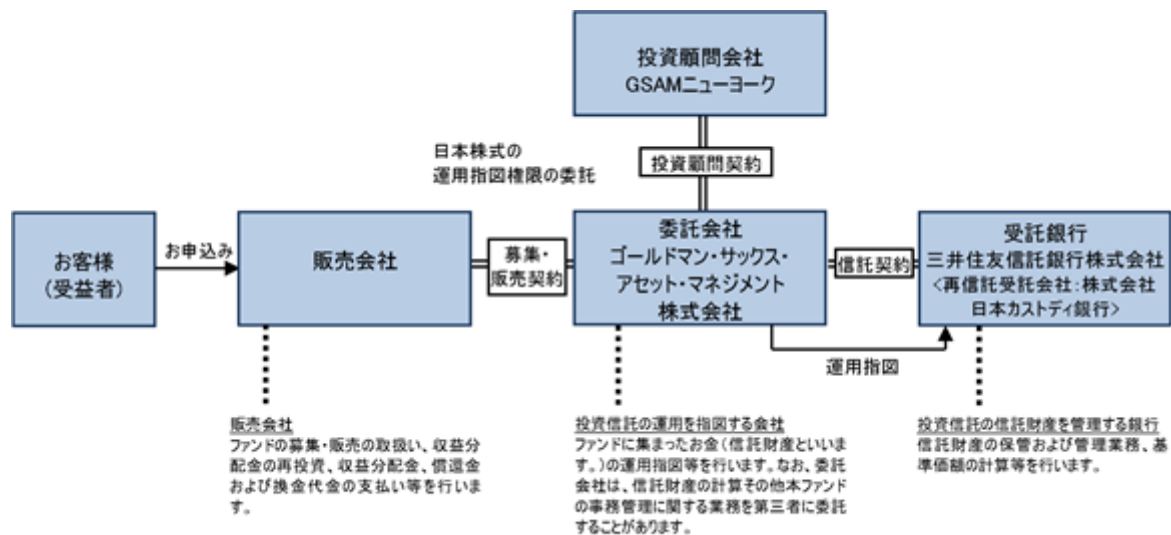 投資顧問会社
GSAMニューヨーク
日本株式の
運用指図権限の委託
投資顧問契約
お客様
(受益者)
お申込み
販売会社
募集・
販売契約
委託会社
ゴールドマン・サックス・
アセット・マネジメント
株式会社
信託契約
受託銀行
三井住友信託銀行株式会社
<再信託受託会社:株式会社
日本カストディ銀行>
運用指図
販売会社
ファンドの募集・販売の取扱い、収益分
配金の再投資、収益分配金、償還金
および換金代金の支払い等を行いま
す。
投資信託の運用を指図する会社
ファンドに集まったお金(信託財産といいま
す。)の運用指図等を行います。なお、委託
会社は、信託財産の計算その他本ファンド
の事務管理に関する業務を第三者に委託
することがあります。
投資信託の信託財産を管理する銀行
信託財産の保管および管理業務、基
準価額の計算等を行います。